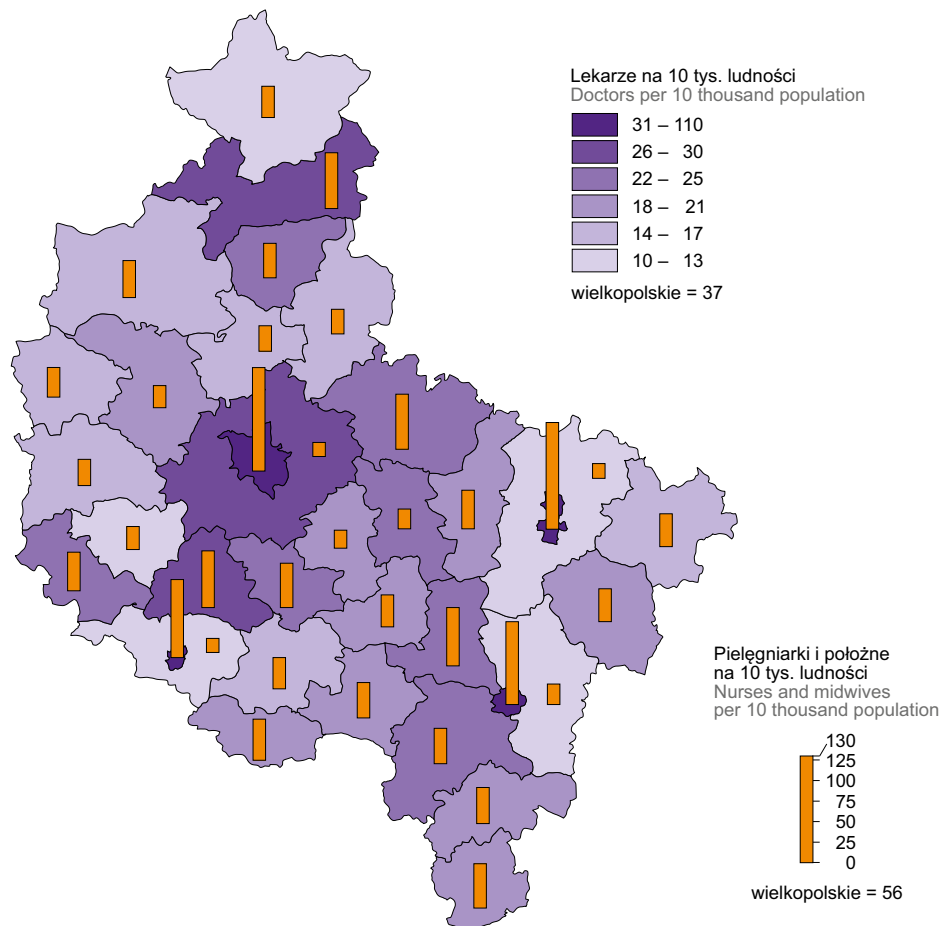 Lekarze na 10 tys. ludności
Doctors per 10 thousand population
31 – 110
26 – 30
22 – 25
18 – 21
14 – 17
10 – 13
wielkopolskie = 37
Pielęgniarki i położne
na 10 tys. ludności
Nurses and midwives
per 10 thousand population
130
125
100
75
50
25
0
wielkopolskie = 56